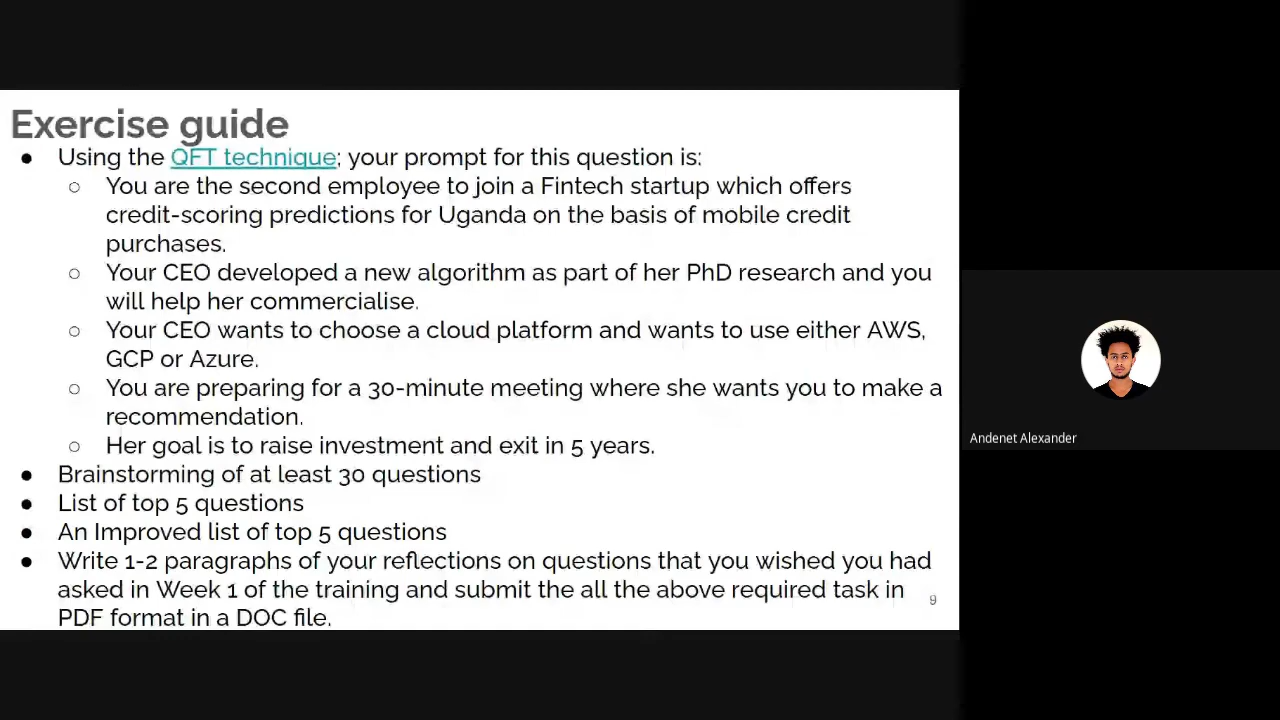 Exercise guide
● Using the QFT technique; your prompt for this question is:
○ You are the second employee to join a Fintech startup which offers
credit-scoring predictions for Uganda on the basis of mobile credit
purchases.
○ Your CEO developed a new algorithm as part of her PhD research and you
will help her commercialise.
○ Your CEO wants to choose a cloud platform and wants to use either AWS,
GCP or Azure.
○ You are preparing for a 30-minute meeting where she wants you to make a
recommendation.
○ Her goal is to raise investment and exit in 5 years.
● Brainstorming of at least 30 questions
● List of top 5 questions
● An Improved list of top 5 questions
● Write 1-2 paragraphs of your reflections on questions that you wished you had
asked in Week 1 of the training and submit the all the above required task in
PDF format in a DOC file.
9
Andenet Alexander